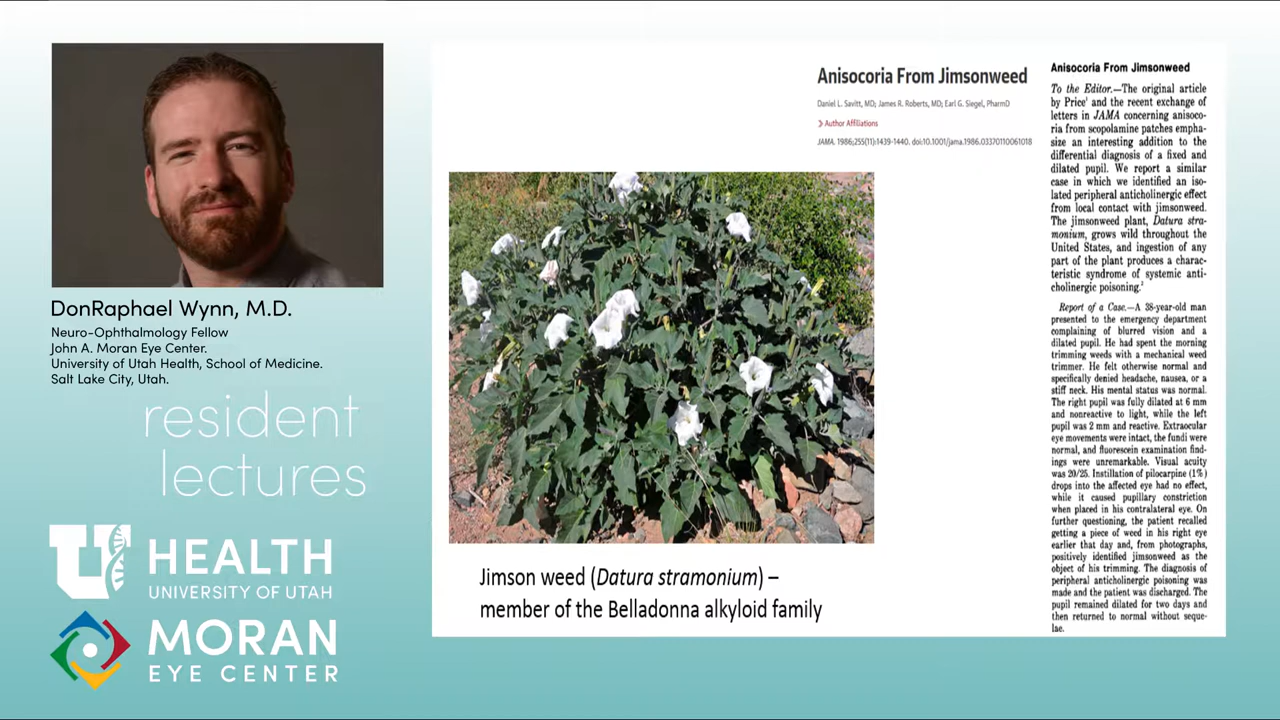 DonRaphael Wynn, M.D.
Neuro-Ophthalmology Fellow
John A. Moran Eye Center.
University of Utah Health, School of Medicine.
Salt Lake City, Utah.
resident
lectures
U
HEALTH
UNIVERSITY OF UTAH
MORAN
EYE CENTER
Anisocoria From Jimsonweed
Daniel L. Savitt, MD; James R. Roberts, MD; Earl G. Siegel, PharmD
Author Affiliations
JAMA. 1986;255(11):1439-1440. doi:10.1001/jama.1986.03370110061018
Jimson weed (Datura stramonium) –
member of the Belladonna alkyloid family
Anisocoria From Jimsonweed
To the Editor.—The original article
by Price¹ and the recent exchange of
letters in JAMA concerning anisoco-
ria from scopolamine patches empha-
size an interesting addition to the
differential diagnosis of a fixed and
dilated pupil. We report a similar
case in which we identified an iso-
lated peripheral anticholinergic effect
from local contact with jimsonweed.
The jimsonweed plant, Datura stra-
monium, grows wild throughout the
United States, and ingestion of any
part of the plant produces a charac-
teristic syndrome of systemic anti-
cholinergic poisoning.²
Report of a Case.—A 38-year-old man
presented to the emergency department
complaining of blurred vision and a
dilated pupil. He had spent the morning
trimming weeds with a mechanical weed
trimmer. He felt otherwise normal and
specifically denied headache, nausea, or a
stiff neck. His mental status was normal.
The right pupil was fully dilated at 6 mm
and nonreactive to light, while the left
pupil was 2 mm and reactive. Extraocular
eye movements were intact, the fundi were
normal, and fluorescein examination find-
ings were unremarkable. Visual acuity
was 20/25. Instillation of pilocarpine (1%)
drops into the affected eye had no effect,
while it caused pupillary constriction
when placed in his contralateral eye. On
further questioning, the patient recalled
getting a piece of weed in his right eye
earlier that day and, from photographs,
positively identified jimsonweed as the
object of his trimming. The diagnosis of
peripheral anticholinergic poisoning was
made and the patient was discharged. The
pupil remained dilated for two days and
then returned to normal without seque-
lae.